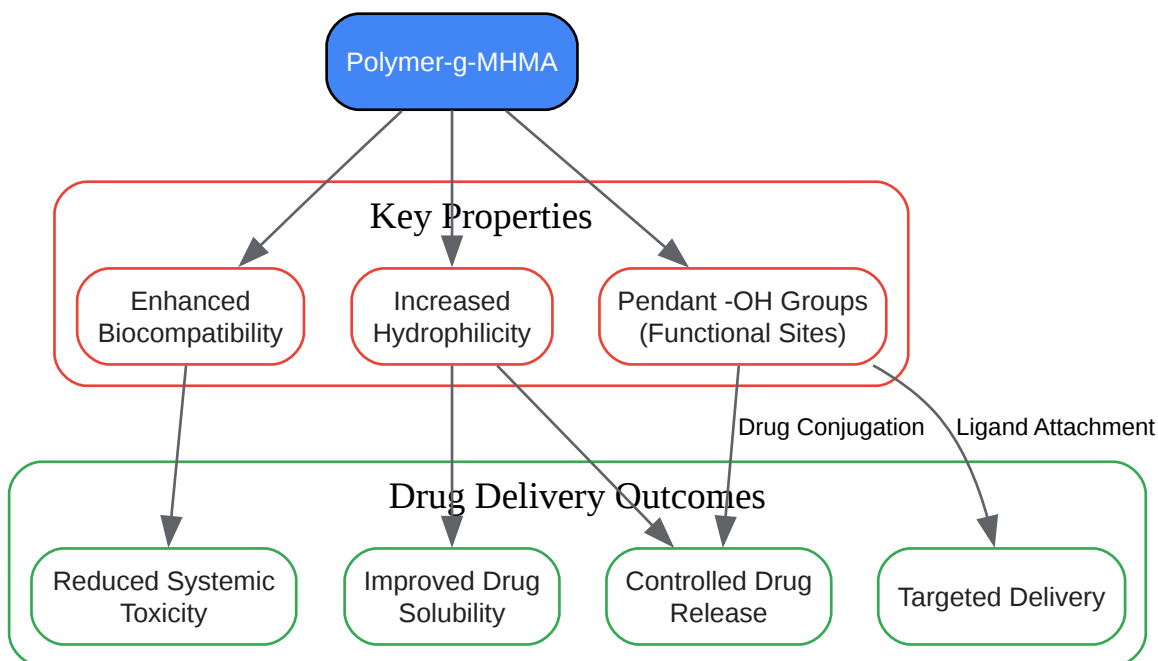 Polymer-g-MHMA
Key Properties
Enhanced
Biocompatibility
Increased
Hydrophilicity
Pendant -OH Groups
(Functional Sites)
Drug Conjugation
Ligand Attachment
Drug Delivery Outcomes
Reduced Systemic
Toxicity
Improved Drug
Solubility
Controlled Drug
Release
Targeted Delivery